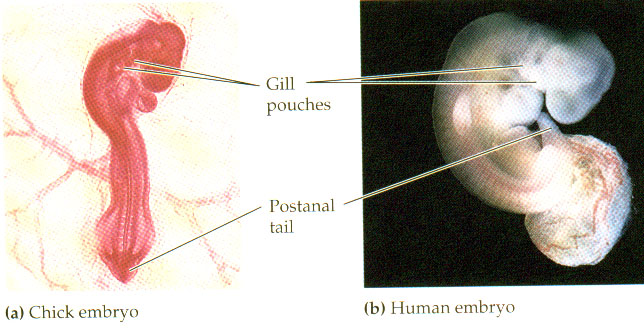 Gill
pouches
Postanal
tail
(a) Chick embryo
(b) Human embryo